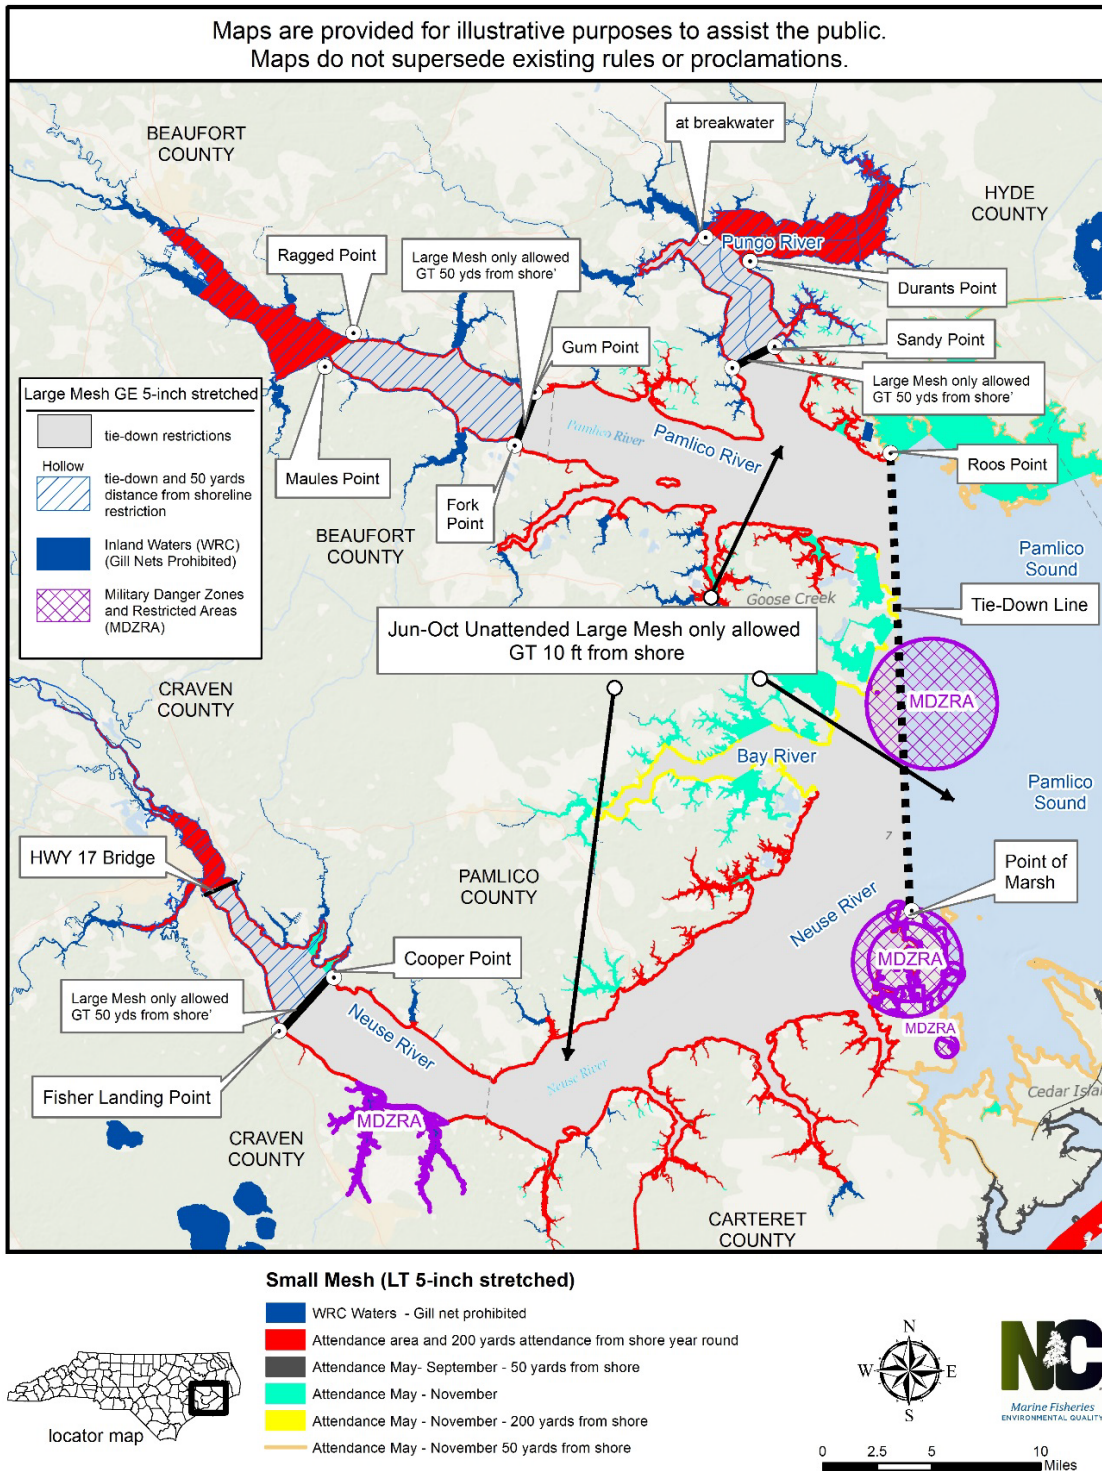 Maps are provided for illustrative purposes to assist the public.
Maps do not supersede existing rules or proclamations.
BEAUFORT
COUNTY
at breakwater
HYDE
COUNTY
Ragged Point
Large Mesh only allowed
GT 50 yds from shore'
Pungo River
Durants Point
Gum Point
Sandy Point
Large Mesh only allowed
GT 50 yds from shore'
Large Mesh GE 5-inch stretched
tie-down restrictions
Hollow
tie-down and 50 yards
distance from shoreline
restriction
Inland Waters (WRC)
(Gill Nets Prohibited)
Military Danger Zones
and Restricted Areas
(MDZRA)
Pamlico River
Pamlico River
Maules Point
Fork
Point
Roos Point
BEAUFORT
COUNTY
Pamlico
Sound
Goose Creek
Tie-Down Line
Jun-Oct Unattended Large Mesh only allowed
GT 10 ft from shore
CRAVEN
COUNTY
MDZRA
Bay River
Pamlico
Sound
7
HWY 17 Bridge
PAMLICO
COUNTY
Point of
Marsh
Neuse River
Cooper Point
MDZRA
Large Mesh only allowed
GT 50 yds from shore'
Neuse River
MDZRA
Neuse River
Fisher Landing Point
Cedar Islan
MDZRA
CRAVEN
COUNTY
CARTERET
COUNTY
Small Mesh (LT 5-inch stretched)
WRC Waters - Gill net prohibited
Attendance area and 200 yards attendance from shore year round
Attendance May- September - 50 yards from shore
Attendance May - November
Attendance May - November - 200 yards from shore
Attendance May - November 50 yards from shore
locator map
N
W E
S
NC
Marine Fisheries
ENVIRONMENTAL QUALITY
0 2.5 5 10
Miles